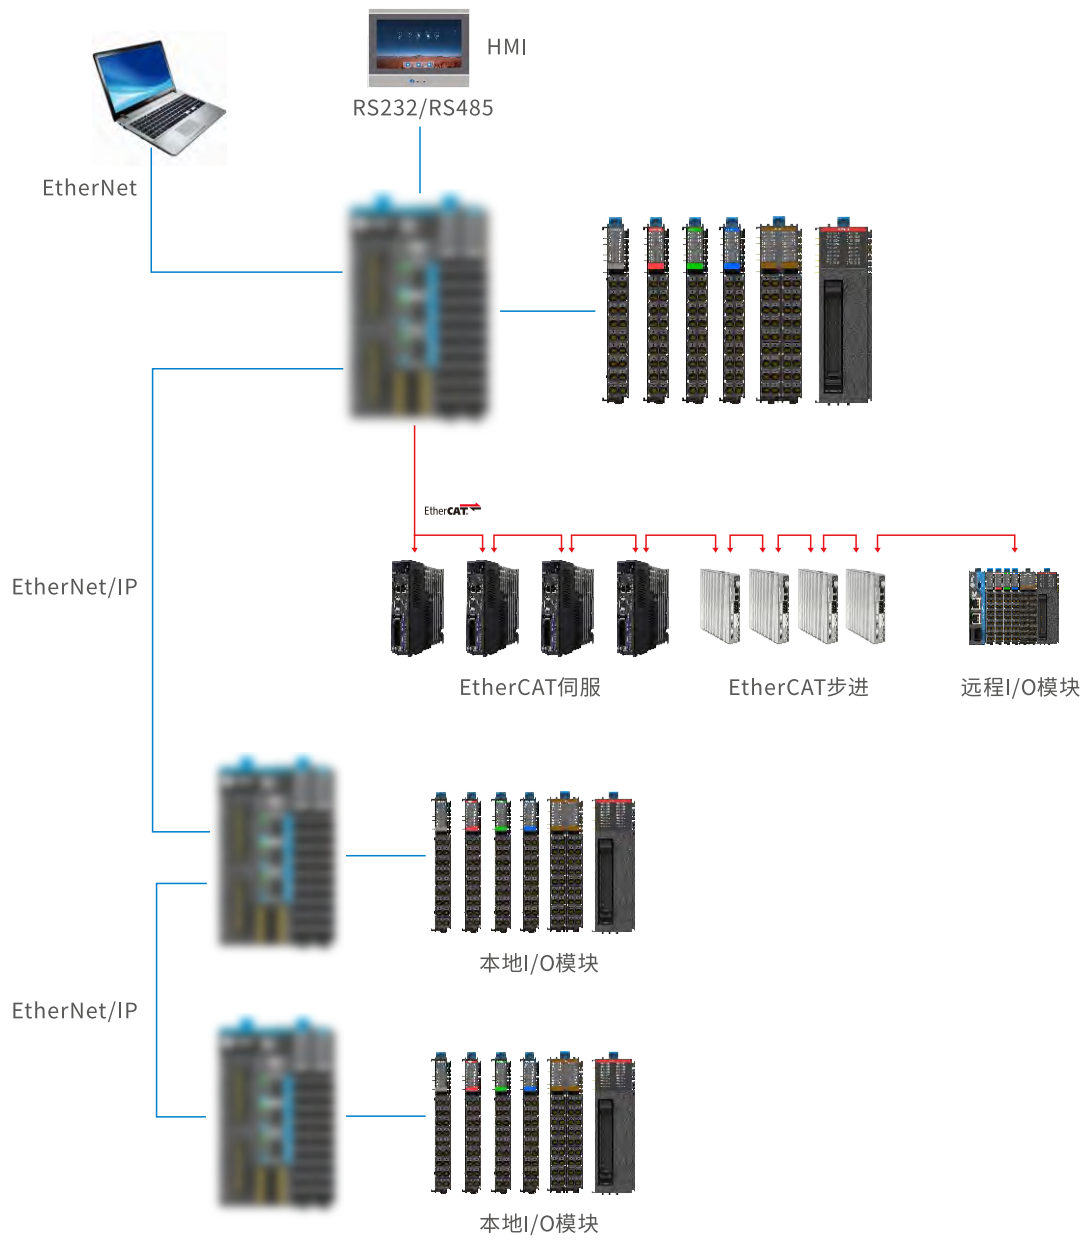 HMI
RS232/RS485
EtherNet
EtherCAT
EtherNet/IP
EtherCAT伺服
EtherCAT步进
远程I/O模块
本地I/O模块
EtherNet/IP
本地I/O模块